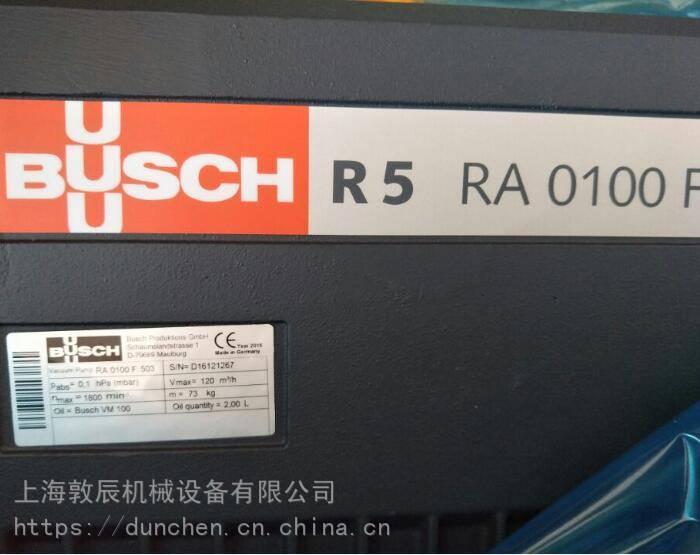 BUSCH R 5 RA 0100 F
BUSCH
Busch Produktions GmbH
Schauinslandstrasse 1
D-79689 Maulburg
CE Year 2016
Made in Germany
Vacuum Pump RA 0100 F 503 S/N= D16121267
Pabs= 0,1 hPa (mbar) Vmax= 120 m³/h
nmax= 1800 min⁻¹ m = 73 kg
Oil = Busch VM 100 Oil quantity = 2.00 L
上海敦辰机械设备有限公司
https://dunchen.cn.china.cn